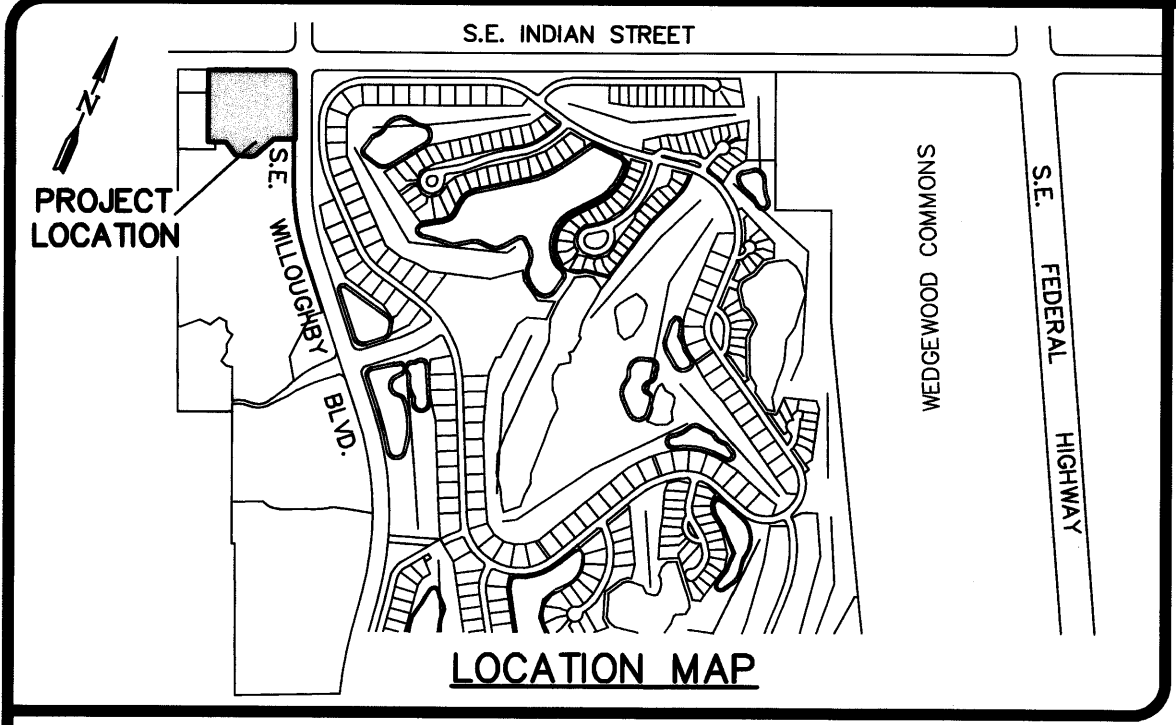 S.E. INDIAN STREET
N
PROJECT
LOCATION
S.E. WILLOUGHBY BLVD.
WEDGEWOOD COMMONS
S.E. FEDERAL HIGHWAY
LOCATION MAP